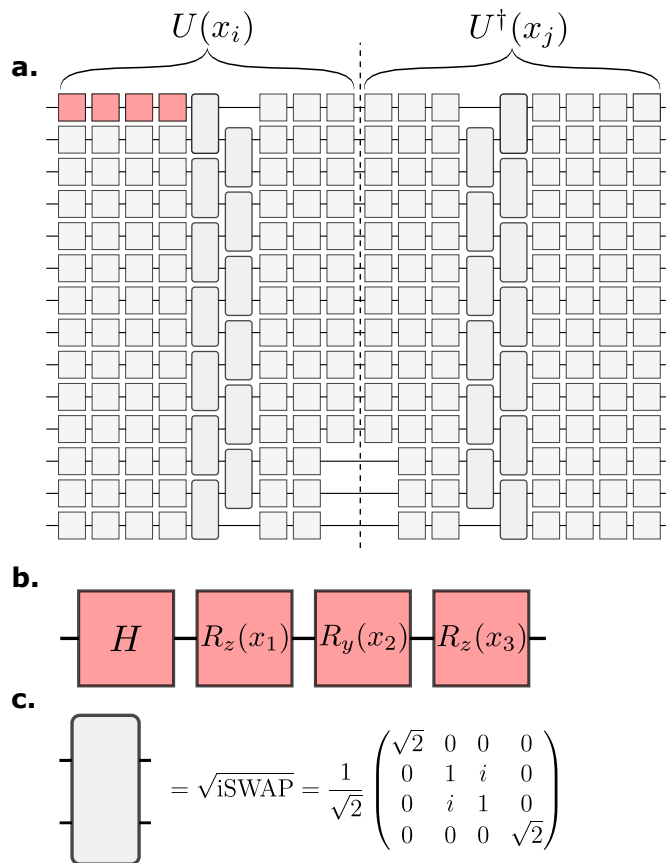 U(x_i) U†(x_j)
a.
b.
H R_z(x_1) R_y(x_2) R_z(x_3)
c.
= √iSWAP = 1/√2 (√2 0 0 0
0 1 i 0
0 i 1 0
0 0 0 √2)